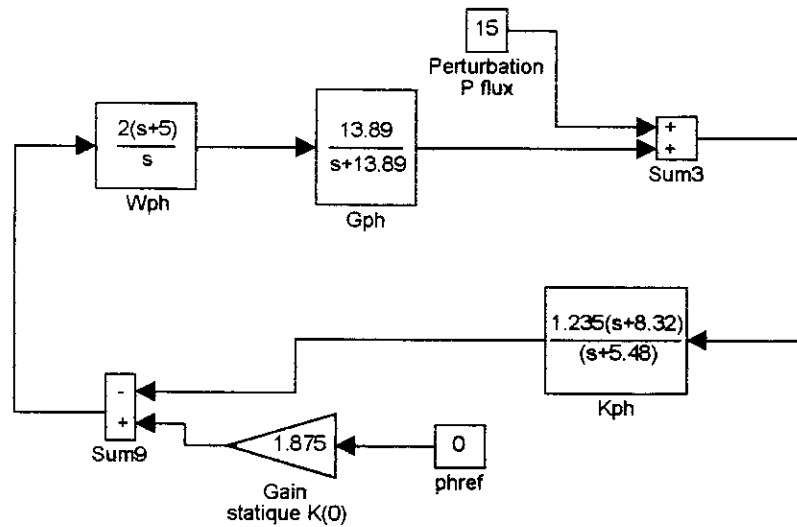 15
Perturbation
P flux
2(s+5)
s
Wph
13.89
s+13.89
Gph
+
+
Sum3
1.235(s+8.32)
(s+5.48)
Kph
-
+
Sum9
1.875
Gain
statique K(0)
0
phref